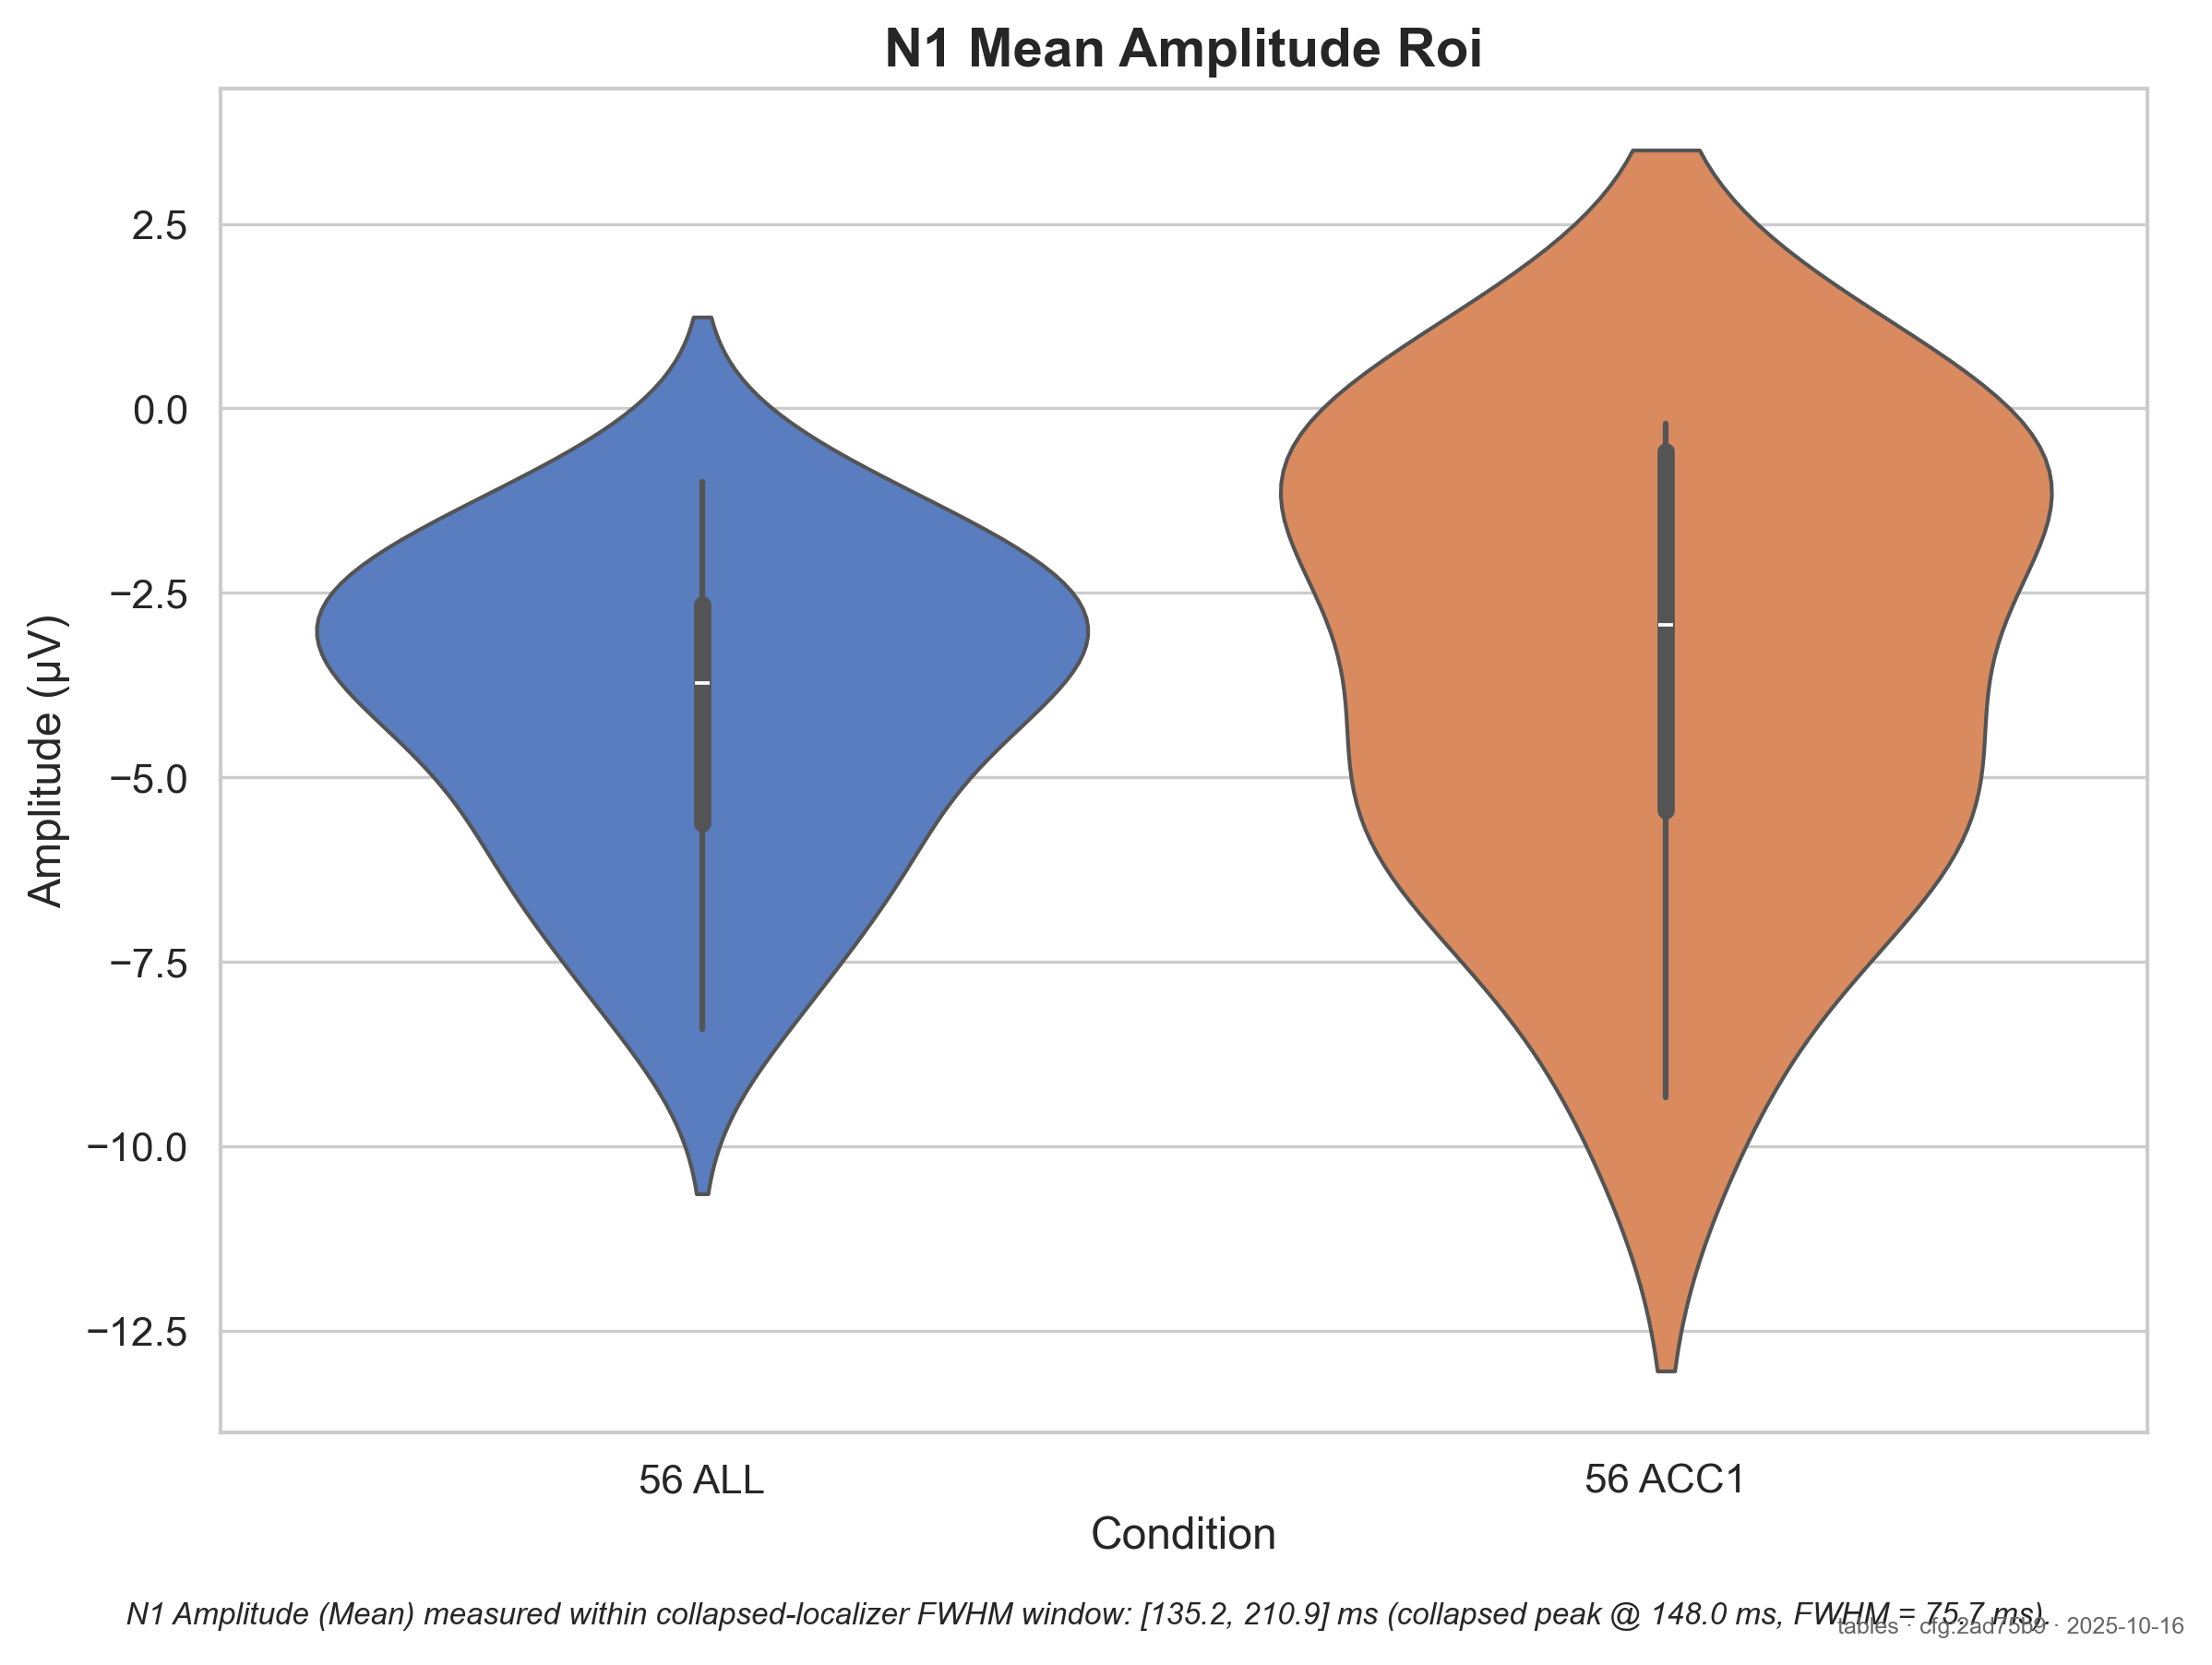 N1 Mean Amplitude Roi
Amplitude (µV)
2.5
0.0
−2.5
−5.0
−7.5
−10.0
−12.5
56 ALL
56 ACC1
Condition
N1 Amplitude (Mean) measured within collapsed-localizer FWHM window: [135.2, 210.9] ms (collapsed peak @ 148.0 ms, FWHM = 75.7 ms).
tables · cfg:2ad75b9 · 2025-10-16